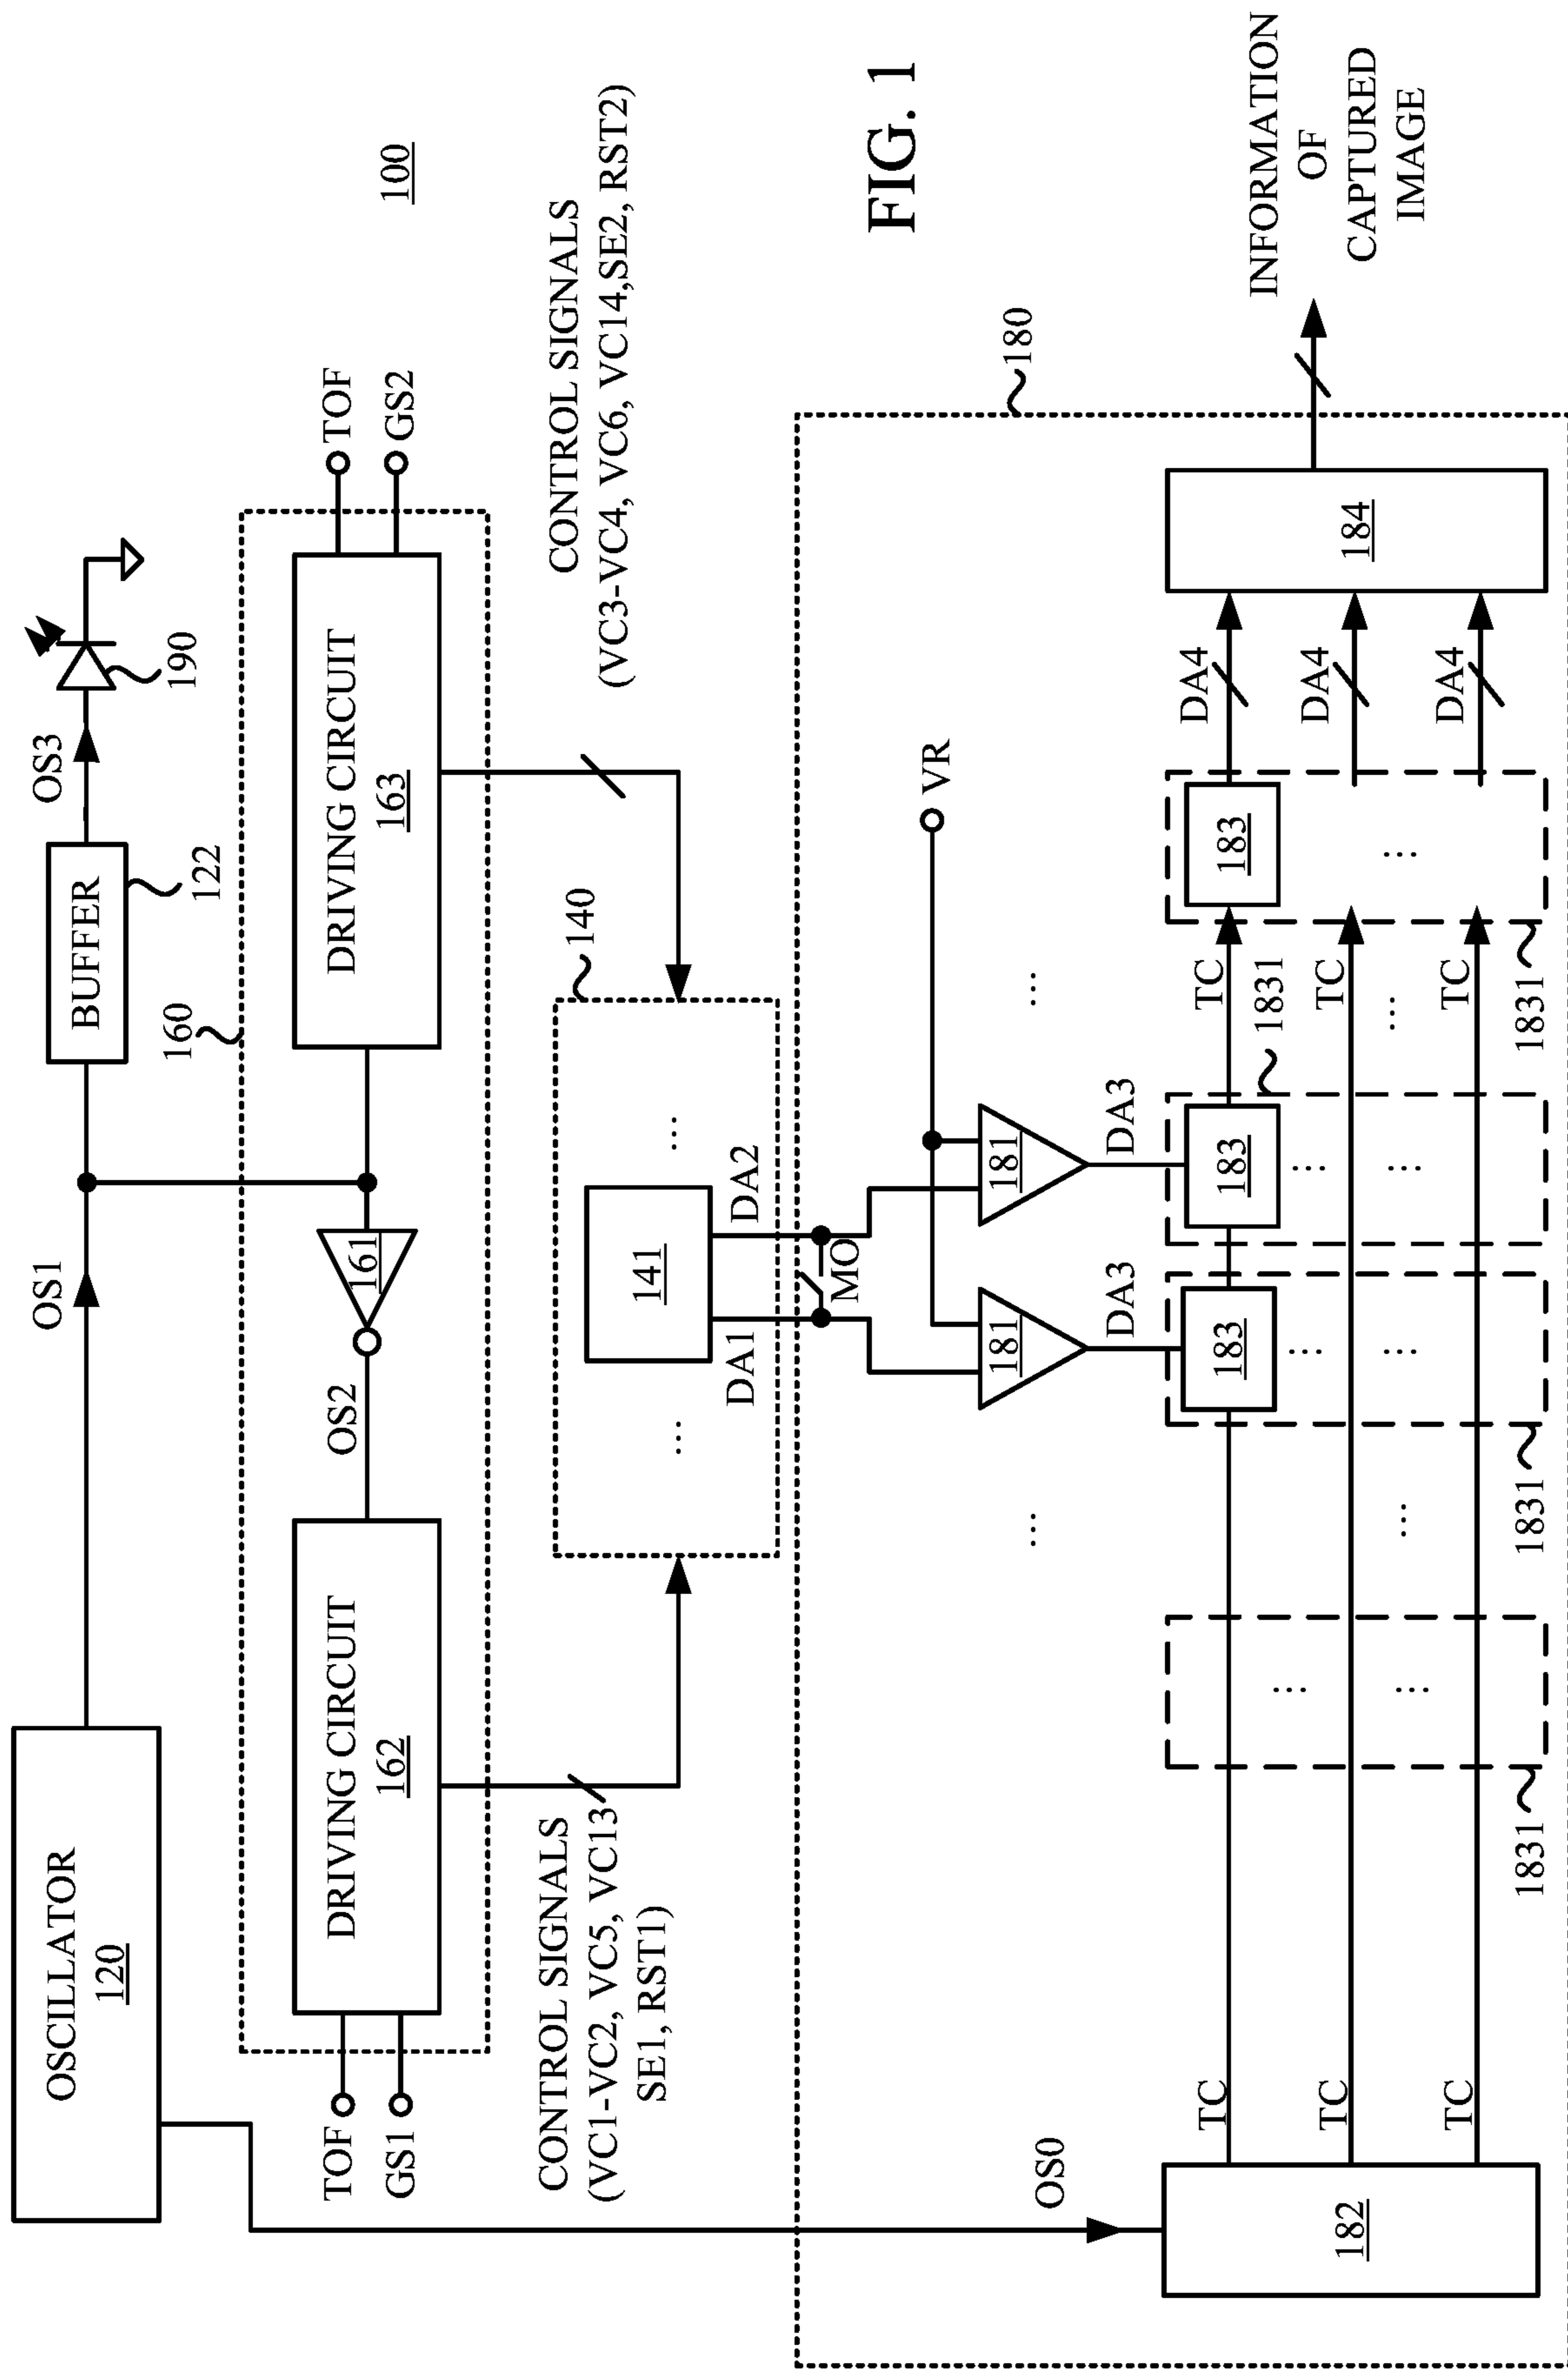 100
FIG. 1
OSCILLATOR
120
OS1
BUFFER
122
OS3
190
160
TOF
GS1
DRIVING CIRCUIT
162
OS2
161
DRIVING CIRCUIT
163
TOF
GS2
CONTROL SIGNALS
(VC1-VC2, VC5, VC13
SE1, RST1)
CONTROL SIGNALS
(VC3-VC4, VC6, VC14,SE2, RST2)
140
...
141
...
DA1
DA2
MO
VR
180
OS0
...
181
181
...
DA3
DA3
182
TC
TC
TC
...
...
1831
...
183
...
...
1831
183
...
...
1831
TC
TC
...
TC
183
...
1831
DA4
DA4
DA4
184
INFORMATION
OF
CAPTURED
IMAGE